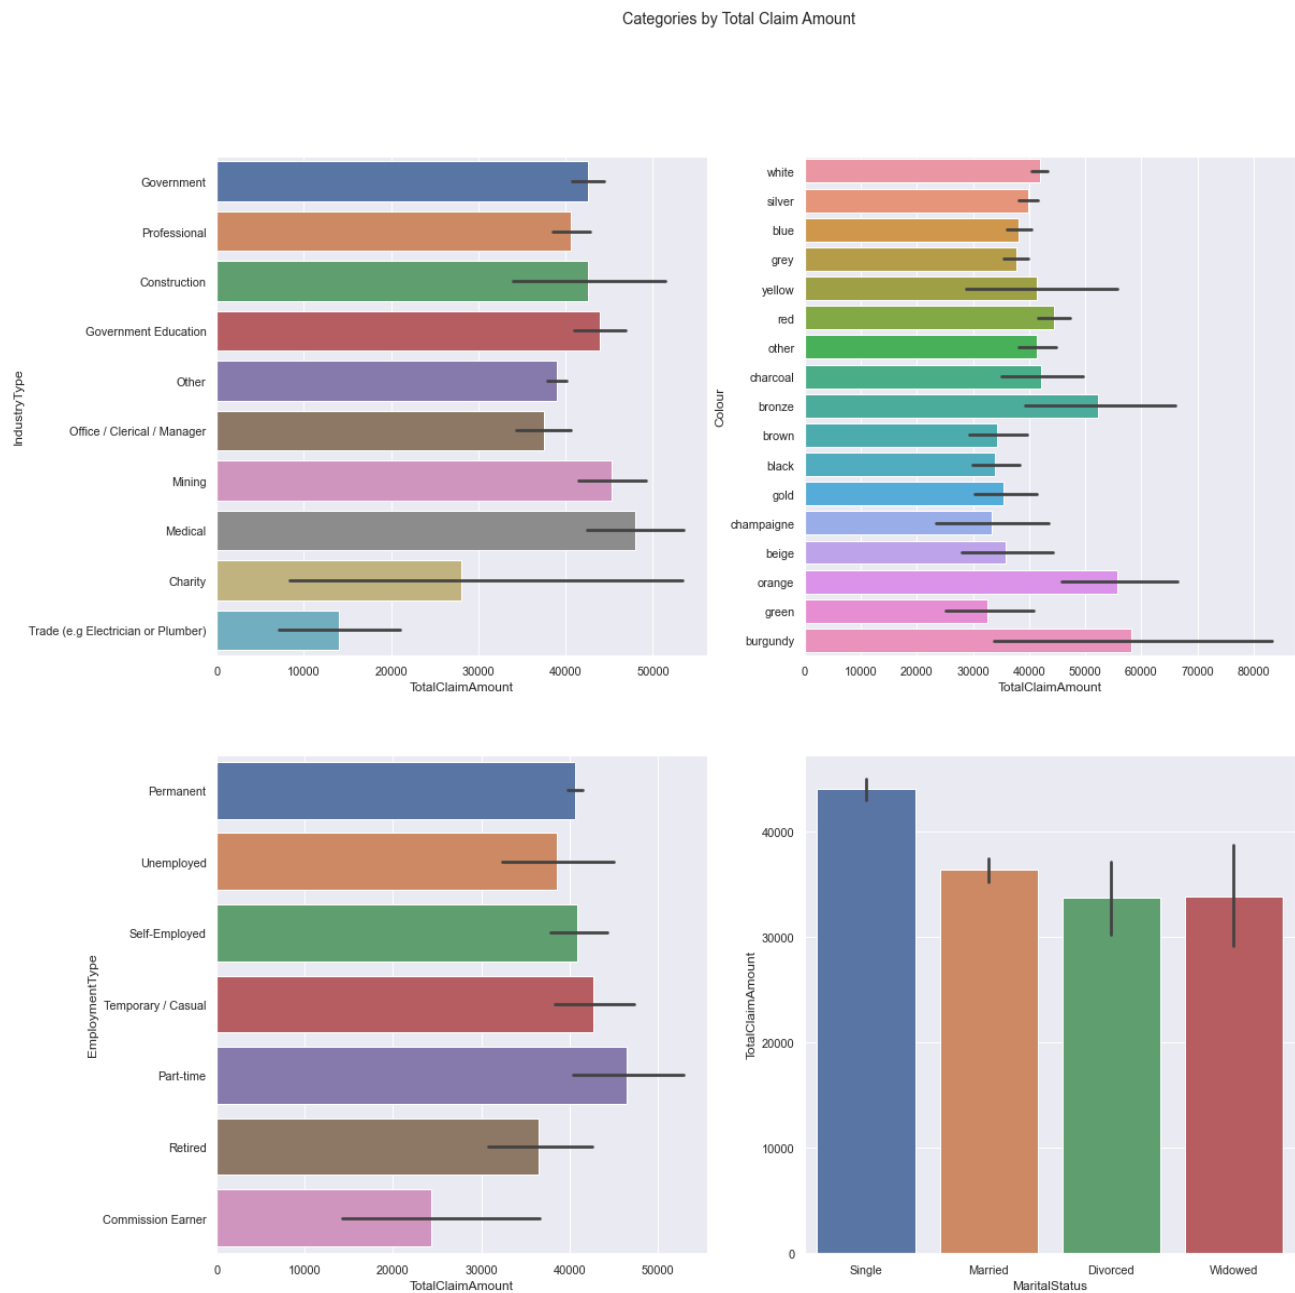 Categories by Total Claim Amount
IndustryType
Government
Professional
Construction
Government Education
Other
Office / Clerical / Manager
Mining
Medical
Charity
Trade (e.g Electrician or Plumber)
0 10000 20000 30000 40000 50000
TotalClaimAmount
Colour
white
silver
blue
grey
yellow
red
other
charcoal
bronze
brown
black
gold
champaigne
beige
orange
green
burgundy
0 10000 20000 30000 40000 50000 60000 70000 80000
TotalClaimAmount
EmploymentType
Permanent
Unemployed
Self-Employed
Temporary / Casual
Part-time
Retired
Commission Earner
0 10000 20000 30000 40000 50000
TotalClaimAmount
TotalClaimAmount
40000
30000
20000
10000
0
Single Married Divorced Widowed
MaritalStatus